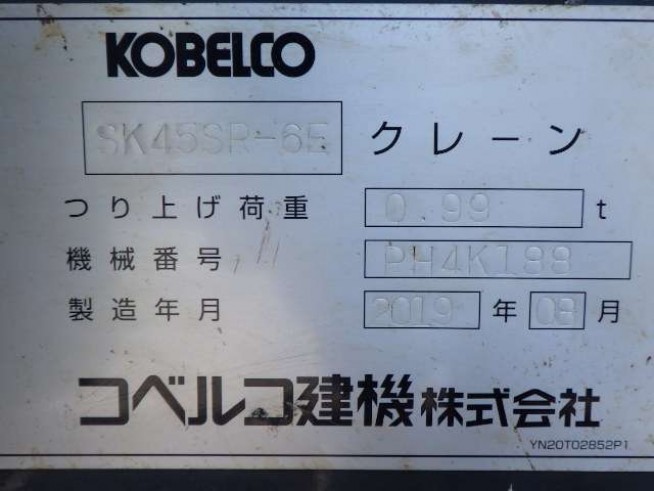 KOBELCO
SK45SR-6E クレーン
つり上げ荷重 0.99 t
機械番号 PH4K188
製造年月 2019 年 08 月
コベルコ建機株式会社
YN20T02852P1